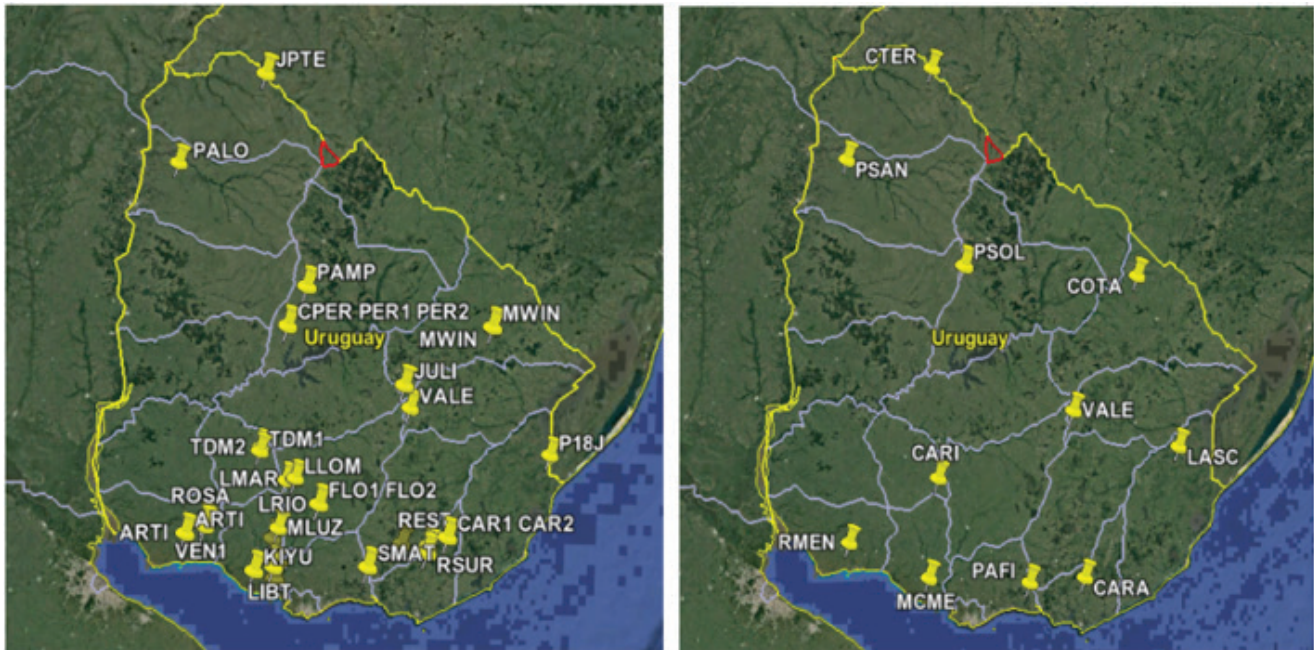 JPTE
PALO
PAMP
CPER PER1 PER2
MWIN
Uruguay
MWIN
JULI
VALE
TDM1
TDM2
P18J
LLOM
LMAR
ROSA
FLO1 FLO2
LRIO
ARTI
ARTI
MLUZ
REST
CAR1 CAR2
VEN1
KIYU
SMAT
RSUR
LIBT
CTER
PSAN
PSOL
COTA
Uruguay
VALE
CARI
LASC
RMEN
PAFI
MCME
CARA